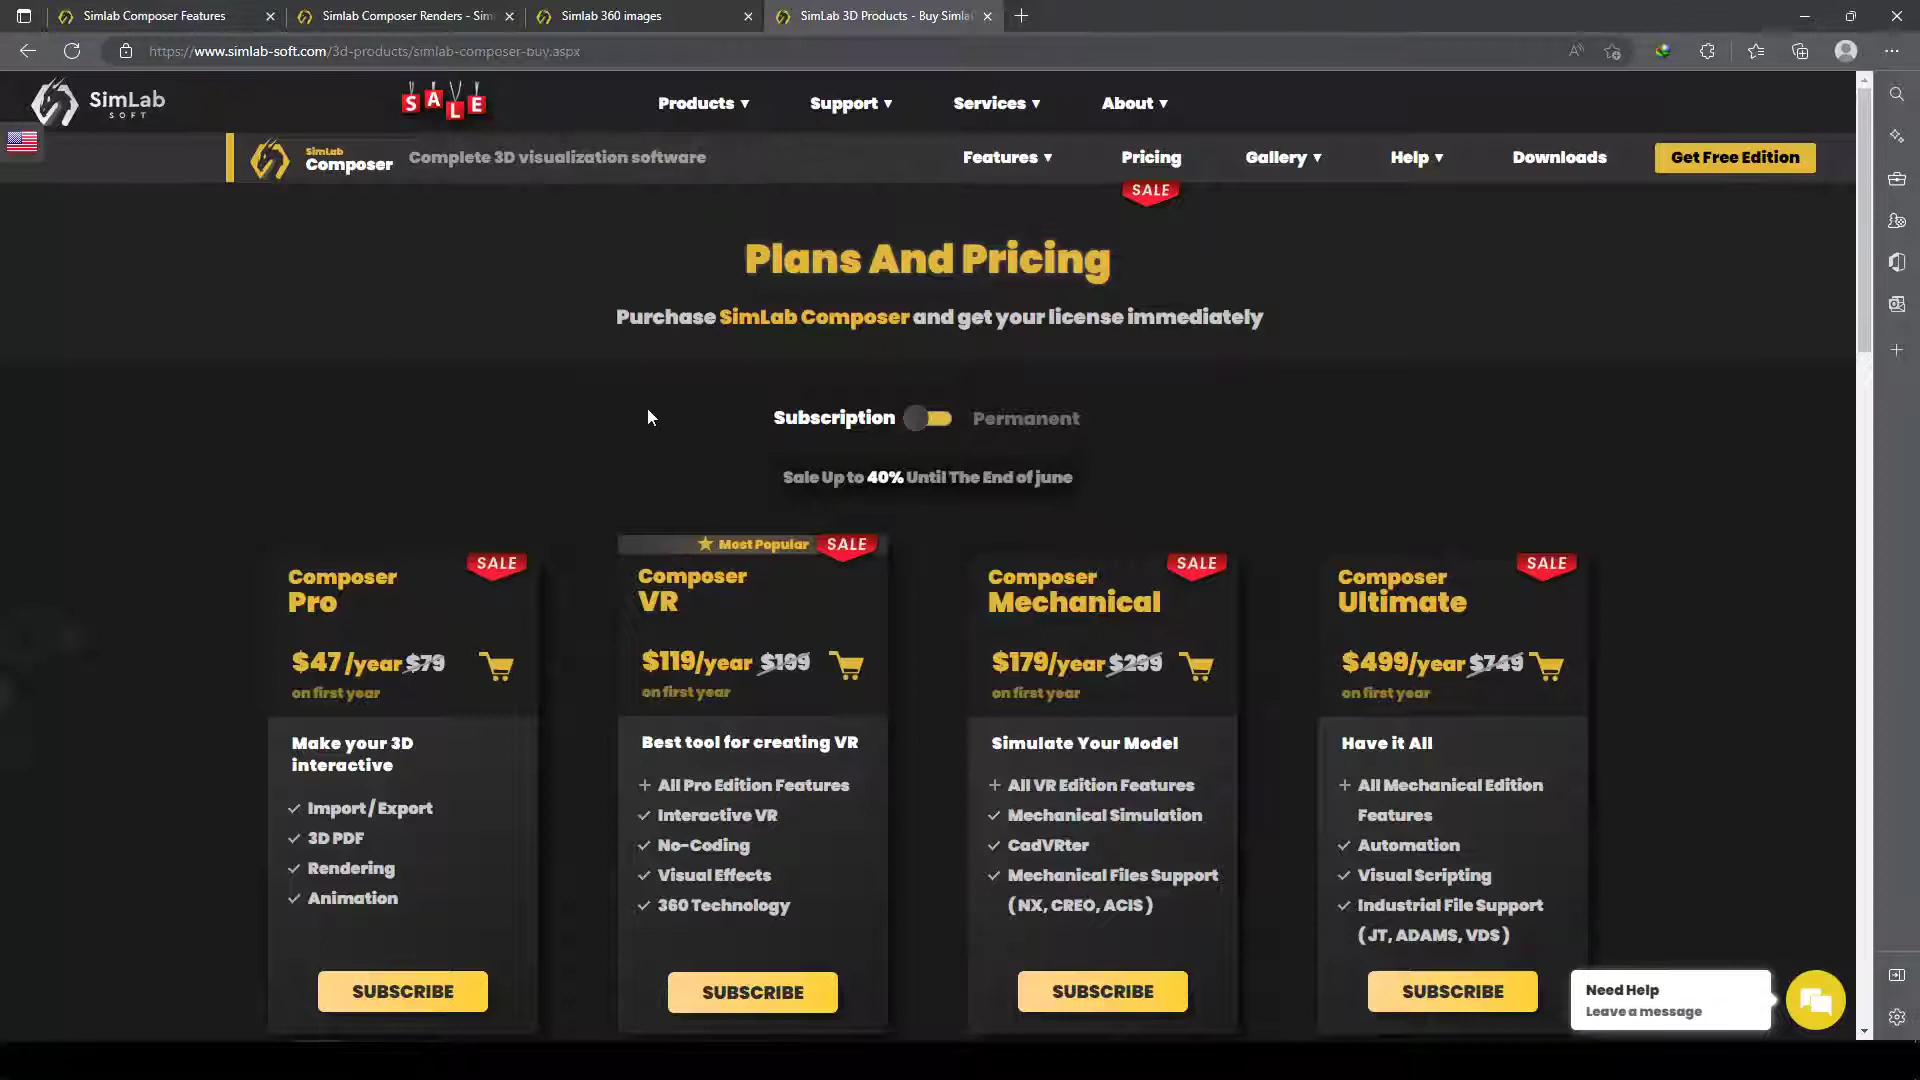 Simlab Composer Features
Simlab Composer Renders - Sim
Simlab 360 images
SimLab 3D Products - Buy Simla
https://www.simlab-soft.com/3d-products/simlab-composer-buy.aspx
SimLab
SOFT
SALE
Products ▾
Support ▾
Services ▾
About ▾
SimLab
Composer
Complete 3D visualization software
Features ▾
Pricing
Gallery ▾
Help ▾
Downloads
Get Free Edition
SALE
Plans And Pricing
Purchase SimLab Composer and get your license immediately
Subscription
Permanent
Sale Up to 40% Until The End of june
SALE
Composer
Pro
$47/year $79
on first year
Make your 3D
interactive
Import / Export
3D PDF
Rendering
Animation
SUBSCRIBE
Most Popular
SALE
Composer
VR
$119/year $199
on first year
Best tool for creating VR
+ All Pro Edition Features
Interactive VR
No-Coding
Visual Effects
360 Technology
SUBSCRIBE
SALE
Composer
Mechanical
$179/year $299
on first year
Simulate Your Model
+ All VR Edition Features
Mechanical Simulation
CadVRter
Mechanical Files Support
( NX, CREO, ACIS )
SUBSCRIBE
SALE
Composer
Ultimate
$499/year $749
on first year
Have it All
+ All Mechanical Edition
Features
Automation
Visual Scripting
Industrial File Support
( JT, ADAMS, VDS )
SUBSCRIBE
Need Help
Leave a message